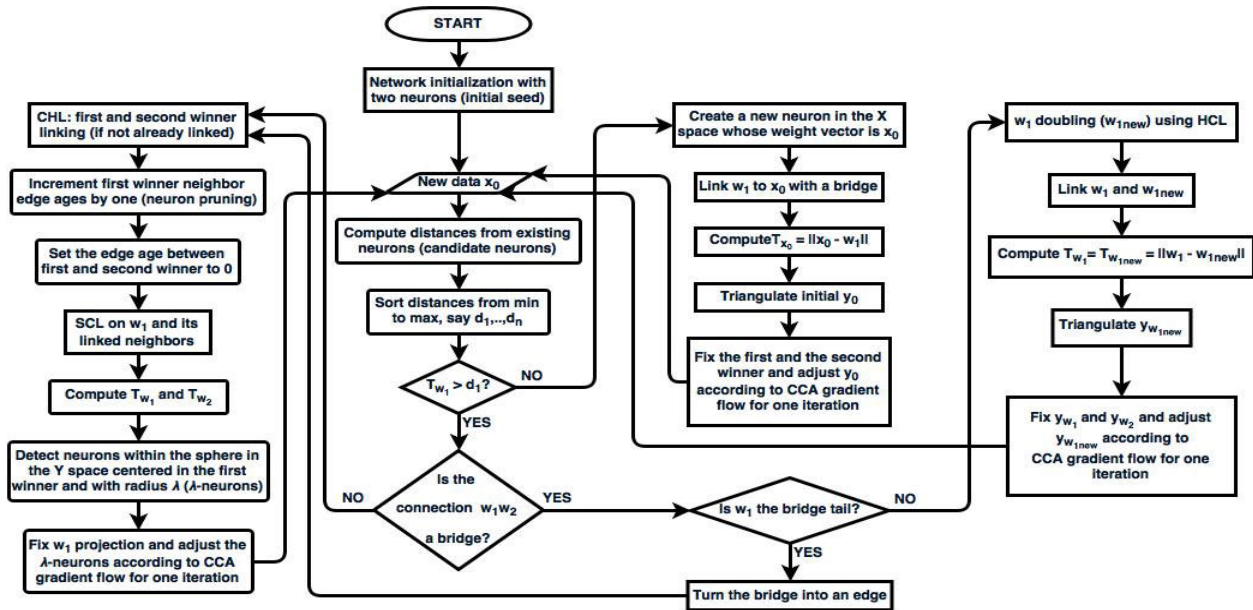 START
Network initialization with
two neurons (initial seed)
New data x0
Compute distances from existing
neurons (candidate neurons)
Sort distances from min
to max, say d1,..,dn
Tw1 > d1?
NO
YES
Is the
connection w1w2
a bridge?
NO
YES
CHL: first and second winner
linking (if not already linked)
Increment first winner neighbor
edge ages by one (neuron pruning)
Set the edge age between
first and second winner to 0
SCL on w1 and its
linked neighbors
Compute Tw1 and Tw2
Detect neurons within the sphere in
the Y space centered in the first
winner and with radius λ (λ-neurons)
Fix w1 projection and adjust the
λ-neurons according to CCA
gradient flow for one iteration
Create a new neuron in the X
space whose weight vector is x0
Link w1 to x0 with a bridge
ComputeTx0 = ||x0 - w1||
Triangulate initial y0
Fix the first and the second
winner and adjust y0
according to CCA gradient
flow for one iteration
Is w1 the bridge tail?
NO
YES
Turn the bridge into an edge
w1 doubling (w1new) using HCL
Link w1 and w1new
Compute Tw1= Tw1new = ||w1 - w1new||
Triangulate yw1new
Fix yw1 and yw2 and adjust
yw1new according to
CCA gradient flow for one
iteration